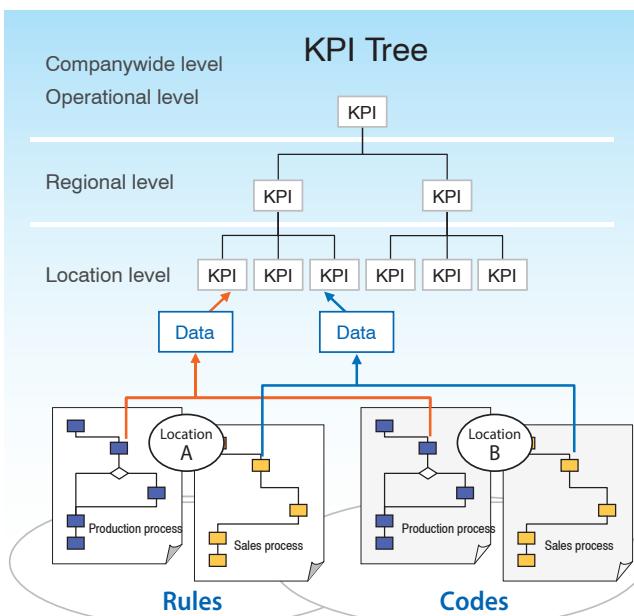 KPI Tree
Companywide level
Operational level
KPI
Regional level
KPI KPI
Location level
KPI KPI KPI KPI KPI KPI
Data Data
Location
A
Location
B
Production process
Sales process
Production process
Sales process
Rules Codes